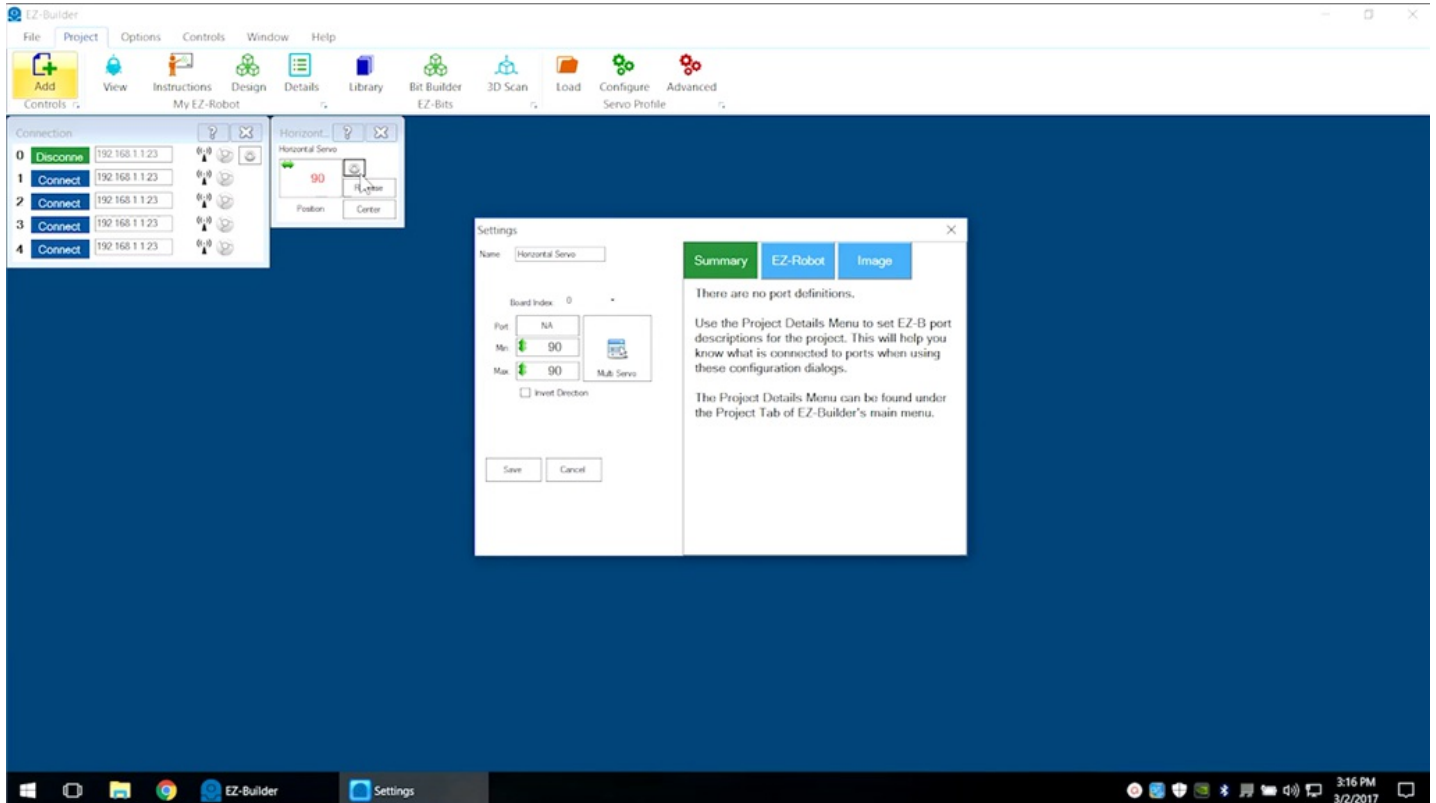 EZ-Builder
File Project Options Controls Window Help
Add View Instructions Design Details Library Bit Builder 3D Scan Load Configure Advanced
Controls My EZ-Robot EZ-Bits Servo Profile
Connection
0 Disconne 192.168.1.1:23
1 Connect 192.168.1.1:23
2 Connect 192.168.1.1:23
3 Connect 192.168.1.1:23
4 Connect 192.168.1.1:23
Horizont...
Horizontal Servo
90
Position Center
Settings
Name Horizontal Servo
Board Index 0
Port NA
Min 90
Max 90
Multi Servo
Invert Direction
Save Cancel
Summary EZ-Robot Image
There are no port definitions.
Use the Project Details Menu to set EZ-B port
descriptions for the project. This will help you
know what is connected to ports when using
these configuration dialogs.
The Project Details Menu can be found under
the Project Tab of EZ-Builder's main menu.
EZ-Builder Settings
3:16 PM
3/2/2017